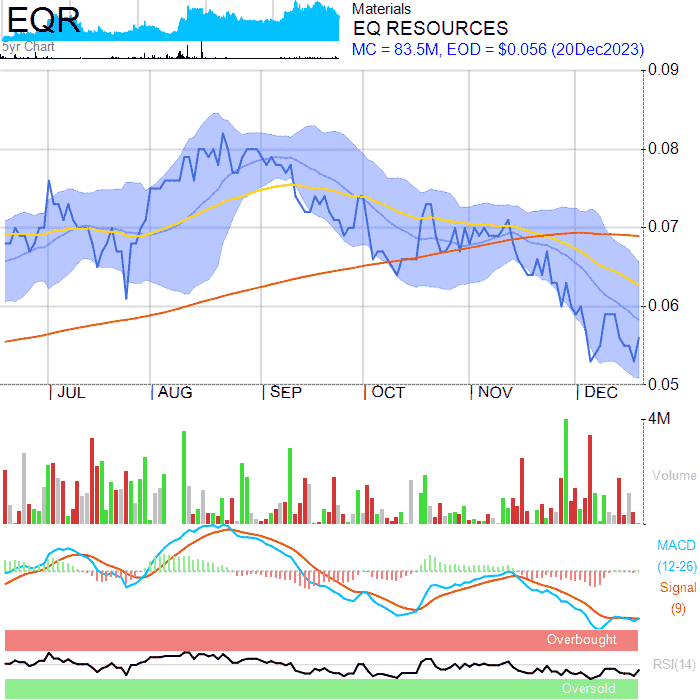 EQR
5yr Chart
Materials
EQ RESOURCES
MC = 83.5M, EOD = $0.056 (20Dec2023)
0.09
0.08
0.07
0.06
0.05
JUL AUG SEP OCT NOV DEC
4M
Volume
MACD
(12-26)
Signal
(9)
Overbought
RSI(14)
Oversold